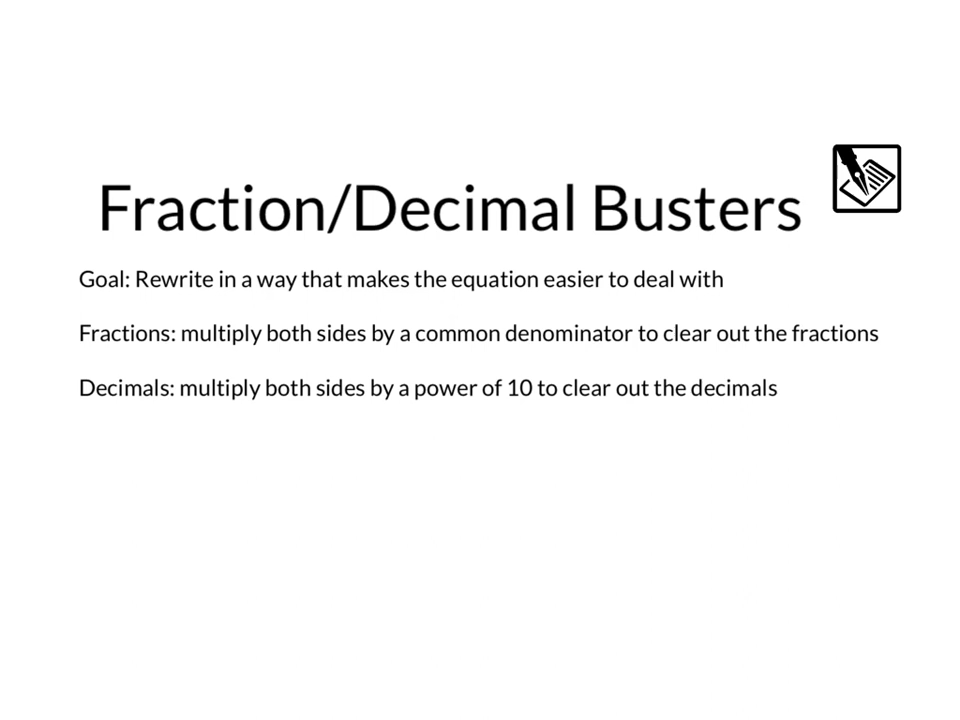 Fraction/Decimal Busters
Goal: Rewrite in a way that makes the equation easier to deal with
Fractions: multiply both sides by a common denominator to clear out the fractions
Decimals: multiply both sides by a power of 10 to clear out the decimals